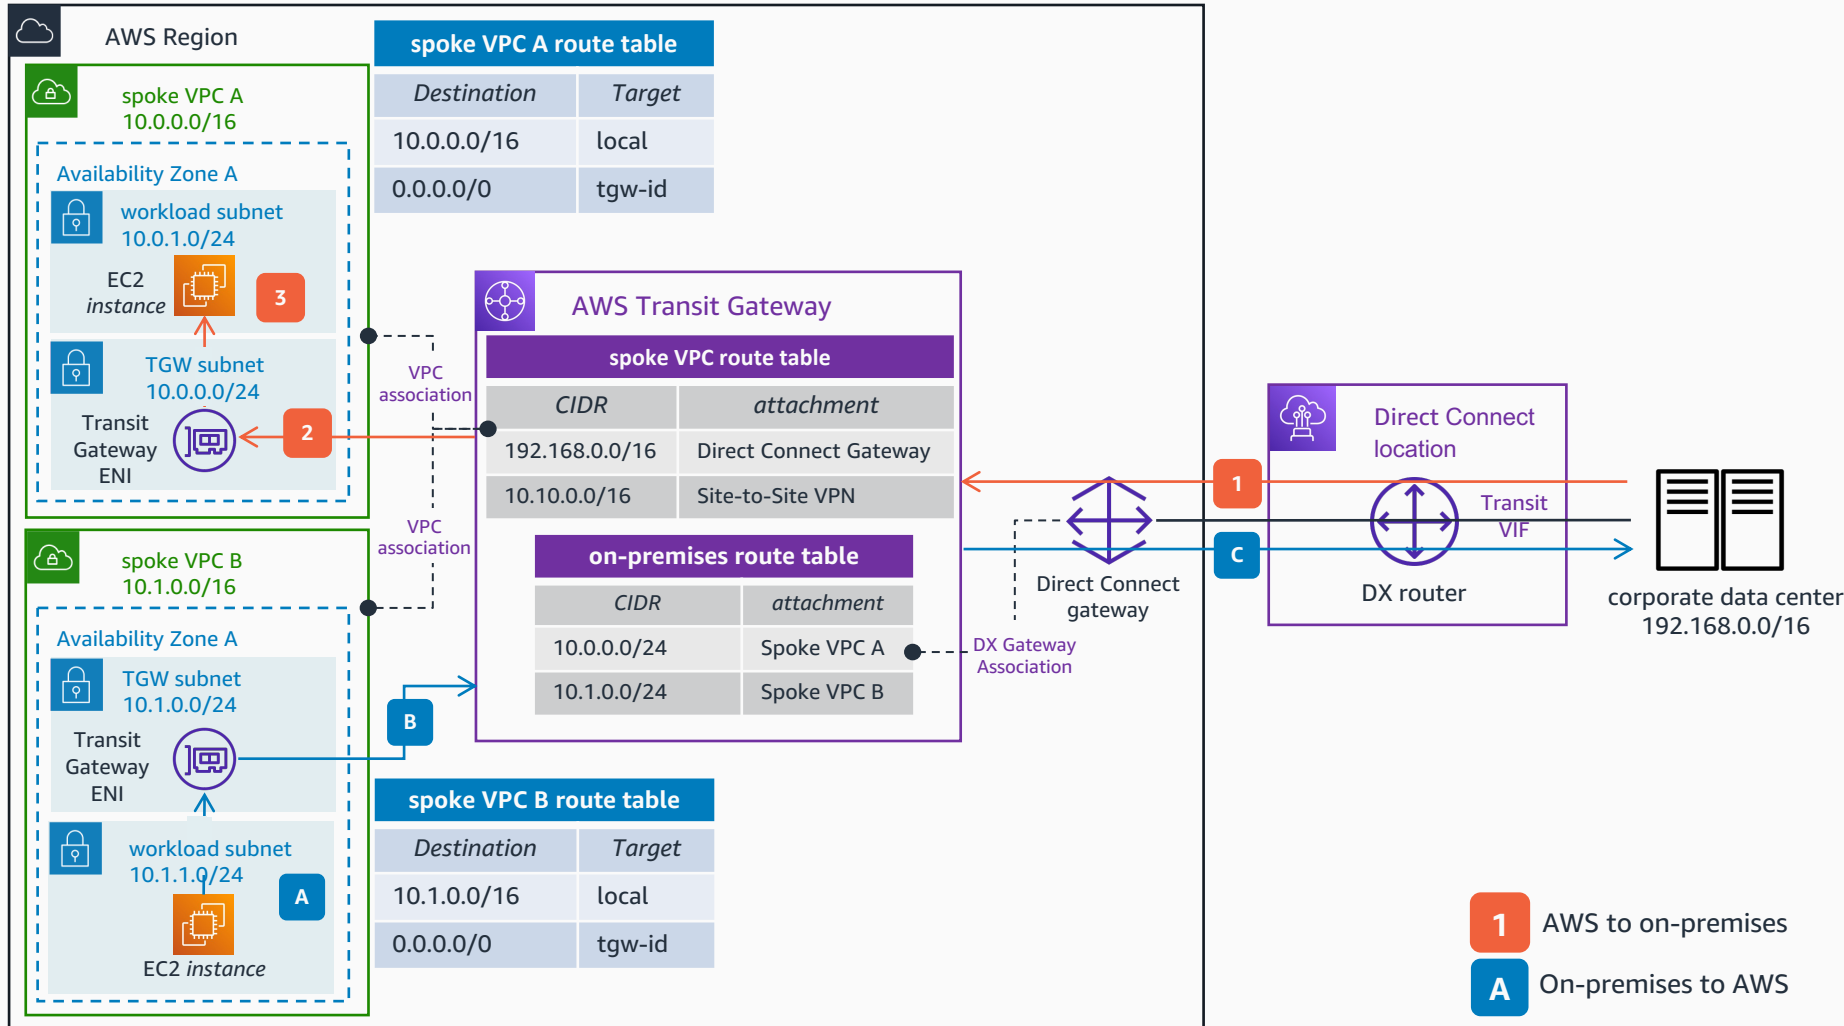 AWS Region
spoke VPC A route table
Destination Target
10.0.0.0/16 local
0.0.0.0/0 tgw-id
spoke VPC A
10.0.0.0/16
Availability Zone A
workload subnet
10.0.1.0/24
EC2
instance
3
TGW subnet
10.0.0.0/24
Transit
Gateway
ENI
2
VPC
association
AWS Transit Gateway
spoke VPC route table
CIDR attachment
192.168.0.0/16 Direct Connect Gateway
10.10.0.0/16 Site-to-Site VPN
on-premises route table
CIDR attachment
10.0.0.0/24 Spoke VPC A
10.1.0.0/24 Spoke VPC B
VPC
association
spoke VPC B
10.1.0.0/16
Availability Zone A
TGW subnet
10.1.0.0/24
Transit
Gateway
ENI
B
workload subnet
10.1.1.0/24
A
EC2 instance
spoke VPC B route table
Destination Target
10.1.0.0/16 local
0.0.0.0/0 tgw-id
Direct Connect
gateway
DX Gateway
Association
1
C
Direct Connect
location
Transit
VIF
DX router
corporate data center
192.168.0.0/16
1 AWS to on-premises
A On-premises to AWS